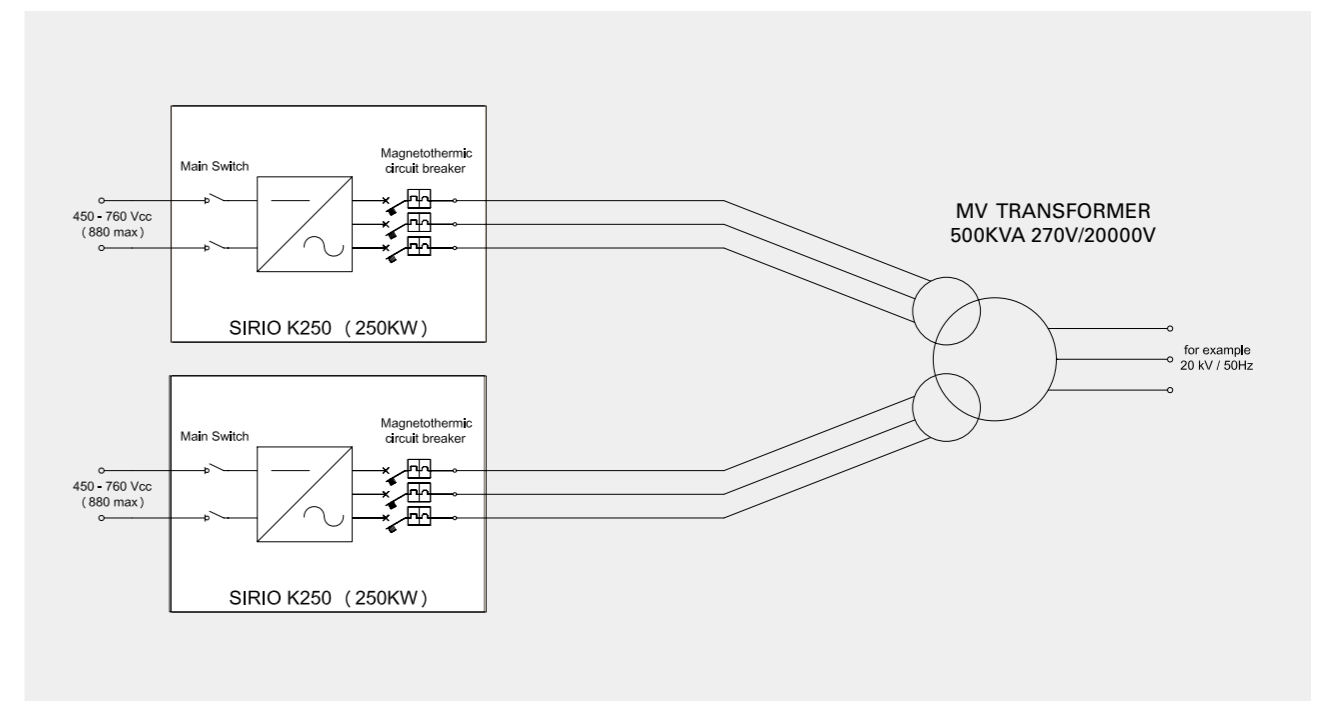 Main Switch
Magnetothermic
circuit breaker
450 - 760 Vcc
( 880 max )
SIRIO K250 ( 250KW )
MV TRANSFORMER
500KVA 270V/20000V
for example
20 kV / 50Hz
Main Switch
Magnetothermic
circuit breaker
450 - 760 Vcc
( 880 max )
SIRIO K250 ( 250KW )